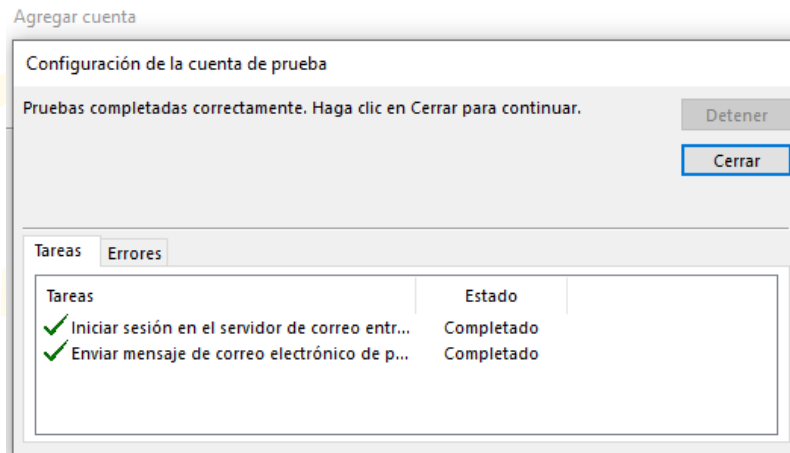 Agregar cuenta
Configuración de la cuenta de prueba
Pruebas completadas correctamente. Haga clic en Cerrar para continuar.
Detener
Cerrar
Tareas Errores
Tareas Estado
Iniciar sesión en el servidor de correo entr... Completado
Enviar mensaje de correo electrónico de p... Completado